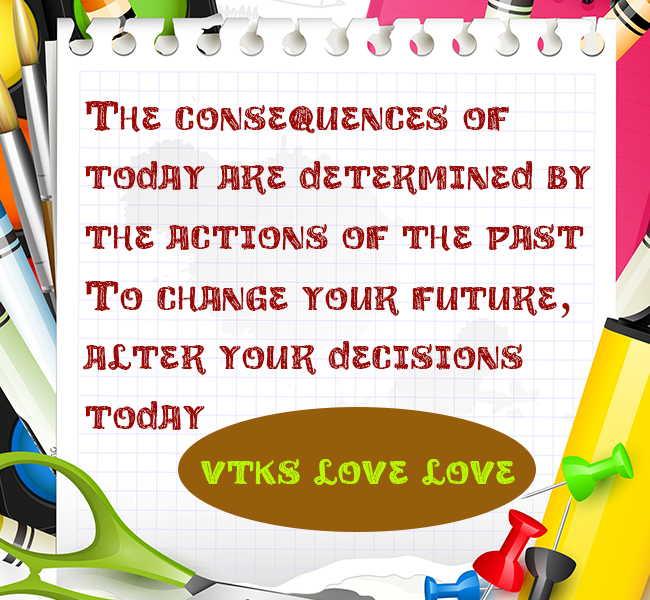 The consequences of
today are determined by
the actions of the past
To change your future,
alter your decisions
today
VTKS LOVE LOVE